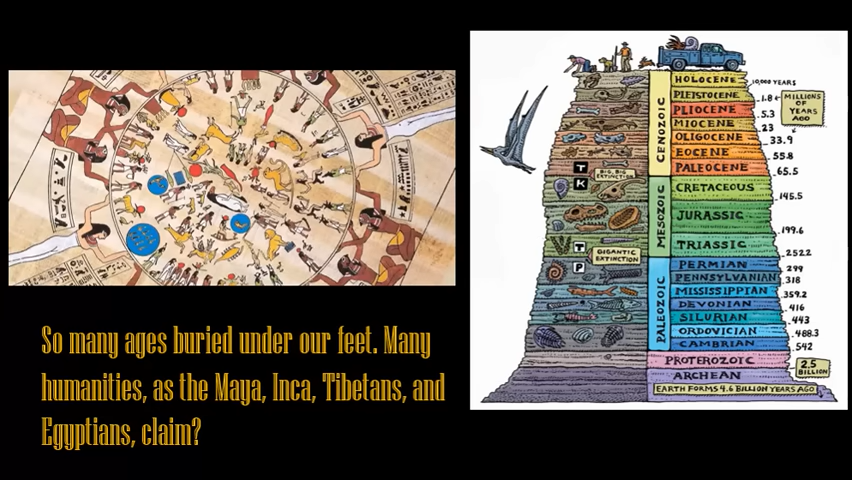 So many ages buried under our feet. Many
humanities, as the Maya, Inca, Tibetans, and
Egyptians, claim?
HOLOCENE
10,000 YEARS
PLEISTOCENE
1.8
MILLIONS
OF
YEARS
AGO
PLIOCENE
5.3
MIOCENE
23
OLIGOCENE
33.9
EOCENE
55.8
PALEOCENE
65.5
CENOZOIC
T
BIG, BIG
EXTINCTION
K
CRETACEOUS
145.5
JURASSIC
199.6
TRIASSIC
252.2
MESOZOIC
T
GIGANTIC
EXTINCTION
P
PERMIAN
299
PENNSYLVANIAN
318
MISSISSIPPIAN
359.2
DEVONIAN
416
SILURIAN
443
ORDOVICIAN
488.3
CAMBRIAN
542
PALEOZOIC
PROTEROZOIC
2.5
BILLION
ARCHEAN
EARTH FORMS 4.6 BILLION YEARS AGO